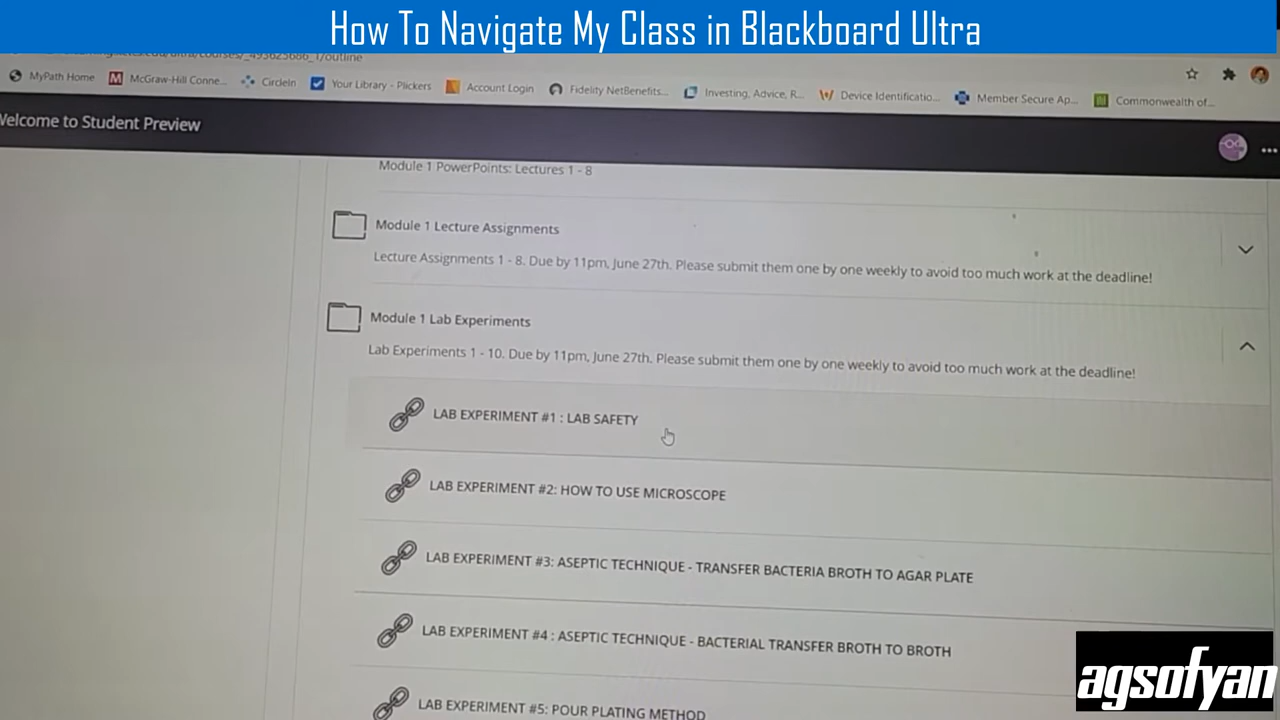 How To Navigate My Class in Blackboard Ultra
/outline
MyPath Home
McGraw-Hill Conne...
CircleIn
Your Library - Plickers
Account Login
Fidelity NetBenefits...
Investing, Advice, R...
Device Identificatio...
Member Secure Ap...
Commonwealth of...
Welcome to Student Preview
Module 1 PowerPoints: Lectures 1 - 8
Module 1 Lecture Assignments
Lecture Assignments 1 - 8. Due by 11pm, June 27th. Please submit them one by one weekly to avoid too much work at the deadline!
Module 1 Lab Experiments
Lab Experiments 1 - 10. Due by 11pm, June 27th. Please submit them one by one weekly to avoid too much work at the deadline!
LAB EXPERIMENT #1 : LAB SAFETY
LAB EXPERIMENT #2: HOW TO USE MICROSCOPE
LAB EXPERIMENT #3: ASEPTIC TECHNIQUE - TRANSFER BACTERIA BROTH TO AGAR PLATE
LAB EXPERIMENT #4 : ASEPTIC TECHNIQUE - BACTERIAL TRANSFER BROTH TO BROTH
LAB EXPERIMENT #5: POUR PLATING METHOD
agsofyan